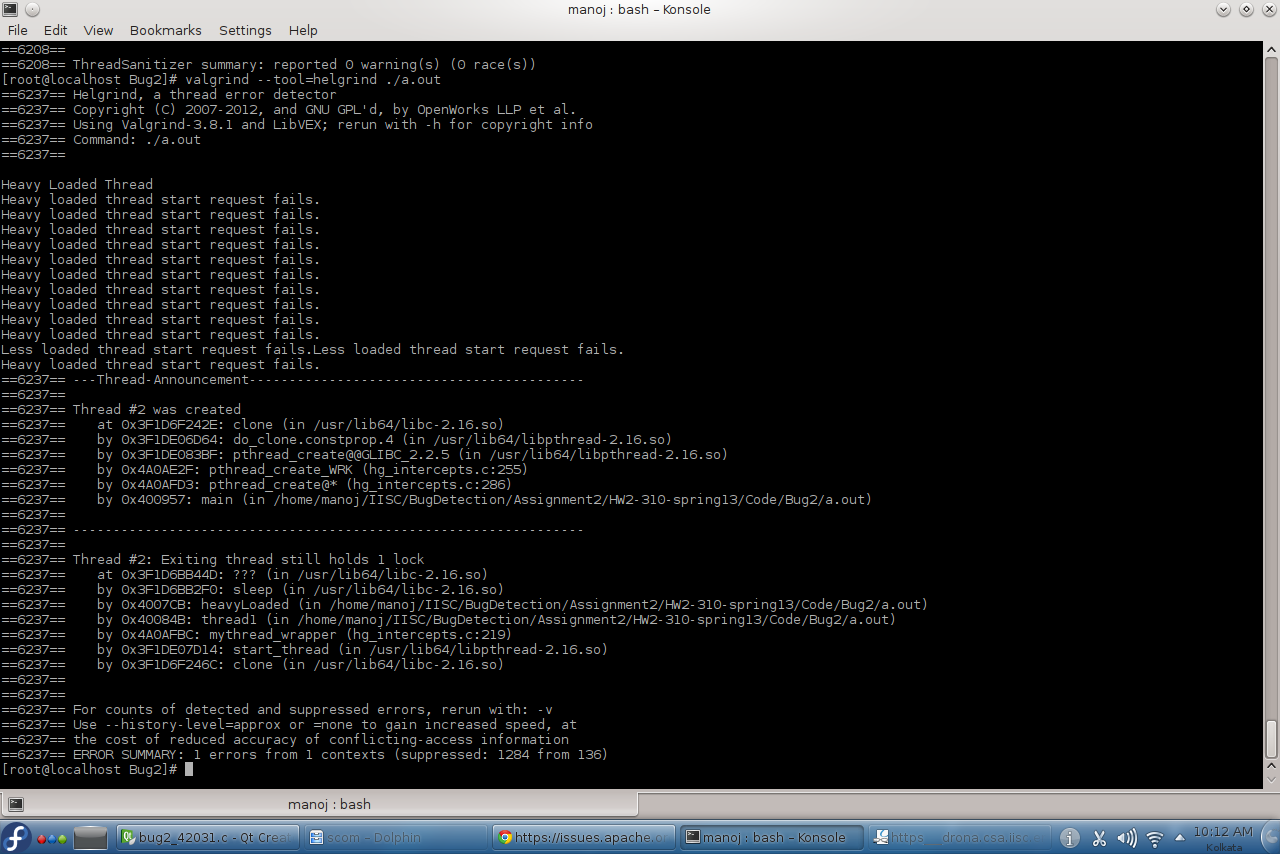 manoj : bash – Konsole
File Edit View Bookmarks Settings Help
==6208==
==6208== ThreadSanitizer summary: reported 0 warning(s) (0 race(s))
[root@localhost Bug2]# valgrind --tool=helgrind ./a.out
==6237== Helgrind, a thread error detector
==6237== Copyright (C) 2007-2012, and GNU GPL'd, by OpenWorks LLP et al.
==6237== Using Valgrind-3.8.1 and LibVEX; rerun with -h for copyright info
==6237== Command: ./a.out
==6237==
Heavy Loaded Thread
Heavy loaded thread start request fails.
Heavy loaded thread start request fails.
Heavy loaded thread start request fails.
Heavy loaded thread start request fails.
Heavy loaded thread start request fails.
Heavy loaded thread start request fails.
Heavy loaded thread start request fails.
Heavy loaded thread start request fails.
Heavy loaded thread start request fails.
Heavy loaded thread start request fails.
Less loaded thread start request fails.Less loaded thread start request fails.
Heavy loaded thread start request fails.
==6237== ---Thread-Announcement------------------------------------------
==6237==
==6237== Thread #2 was created
==6237==    at 0x3F1D6F242E: clone (in /usr/lib64/libc-2.16.so)
==6237==    by 0x3F1DE06D64: do_clone.constprop.4 (in /usr/lib64/libpthread-2.16.so)
==6237==    by 0x3F1DE083BF: pthread_create@@GLIBC_2.2.5 (in /usr/lib64/libpthread-2.16.so)
==6237==    by 0x4A0AE2F: pthread_create_WRK (hg_intercepts.c:255)
==6237==    by 0x4A0AFD3: pthread_create@* (hg_intercepts.c:286)
==6237==    by 0x400957: main (in /home/manoj/IISC/BugDetection/Assignment2/HW2-310-spring13/Code/Bug2/a.out)
==6237==
==6237== ----------------------------------------------------------------
==6237==
==6237== Thread #2: Exiting thread still holds 1 lock
==6237==    at 0x3F1D6BB44D: ??? (in /usr/lib64/libc-2.16.so)
==6237==    by 0x3F1D6BB2F0: sleep (in /usr/lib64/libc-2.16.so)
==6237==    by 0x4007CB: heavyLoaded (in /home/manoj/IISC/BugDetection/Assignment2/HW2-310-spring13/Code/Bug2/a.out)
==6237==    by 0x40084B: thread1 (in /home/manoj/IISC/BugDetection/Assignment2/HW2-310-spring13/Code/Bug2/a.out)
==6237==    by 0x4A0AFBC: mythread_wrapper (hg_intercepts.c:219)
==6237==    by 0x3F1DE07D14: start_thread (in /usr/lib64/libpthread-2.16.so)
==6237==    by 0x3F1D6F246C: clone (in /usr/lib64/libc-2.16.so)
==6237==
==6237==
==6237== For counts of detected and suppressed errors, rerun with: -v
==6237== Use --history-level=approx or =none to gain increased speed, at
==6237== the cost of reduced accuracy of conflicting-access information
==6237== ERROR SUMMARY: 1 errors from 1 contexts (suppressed: 1284 from 136)
[root@localhost Bug2]#
manoj : bash
bug2_42031.c - Qt Crea scom – Dolphin https://issues.apache.o manoj : bash – Konsole https__drona.csa.iisc 10:12 AM
Kolkata